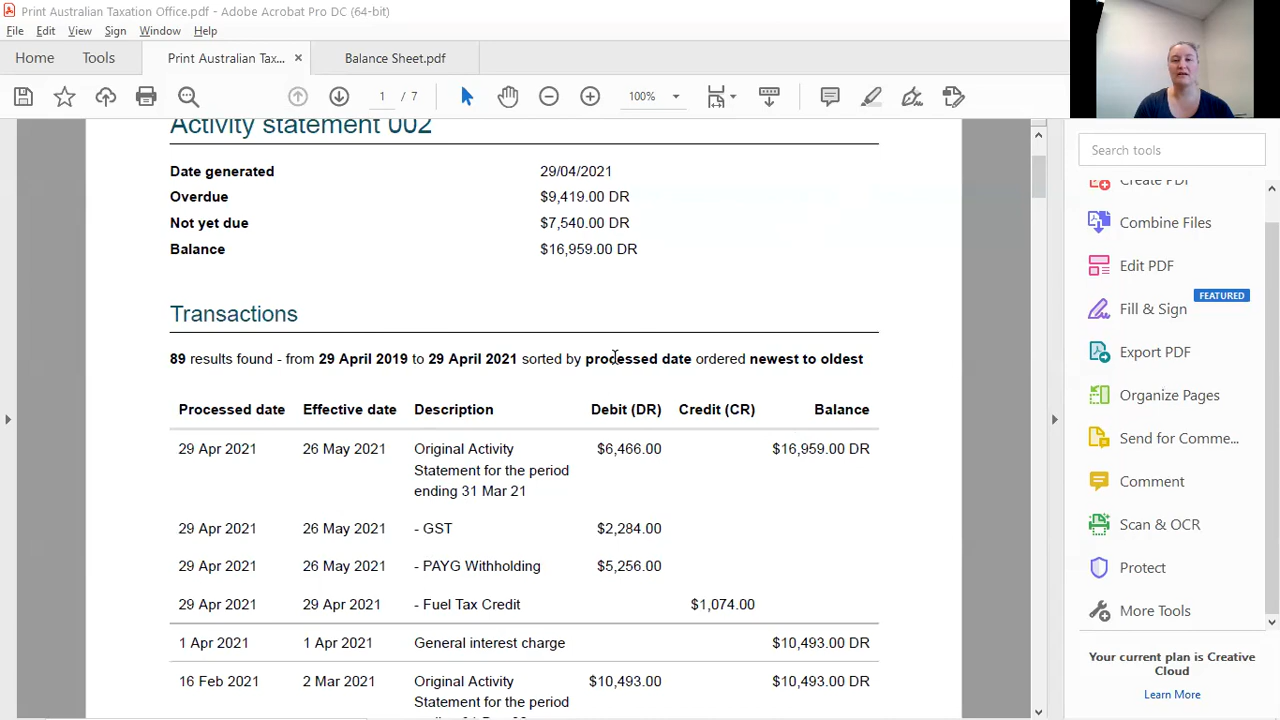 Print Australian Taxation Office.pdf - Adobe Acrobat Pro DC (64-bit)
File Edit View Sign Window Help
Home Tools Print Australian Tax... × Balance Sheet.pdf
1 / 7 100%
Activity statement 002
Date generated 29/04/2021
Overdue $9,419.00 DR
Not yet due $7,540.00 DR
Balance $16,959.00 DR
Transactions
89 results found - from 29 April 2019 to 29 April 2021 sorted by processed date ordered newest to oldest
Processed date Effective date Description Debit (DR) Credit (CR) Balance
29 Apr 2021 26 May 2021 Original Activity $6,466.00 $16,959.00 DR
Statement for the period
ending 31 Mar 21
29 Apr 2021 26 May 2021 - GST $2,284.00
29 Apr 2021 26 May 2021 - PAYG Withholding $5,256.00
29 Apr 2021 29 Apr 2021 - Fuel Tax Credit $1,074.00
1 Apr 2021 1 Apr 2021 General interest charge $10,493.00 DR
16 Feb 2021 2 Mar 2021 Original Activity $10,493.00 $10,493.00 DR
Statement for the period
Search tools
Create PDF
Combine Files
Edit PDF
FEATURED
Fill & Sign
Export PDF
Organize Pages
Send for Comme...
Comment
Scan & OCR
Protect
More Tools
Your current plan is Creative
Cloud
Learn More